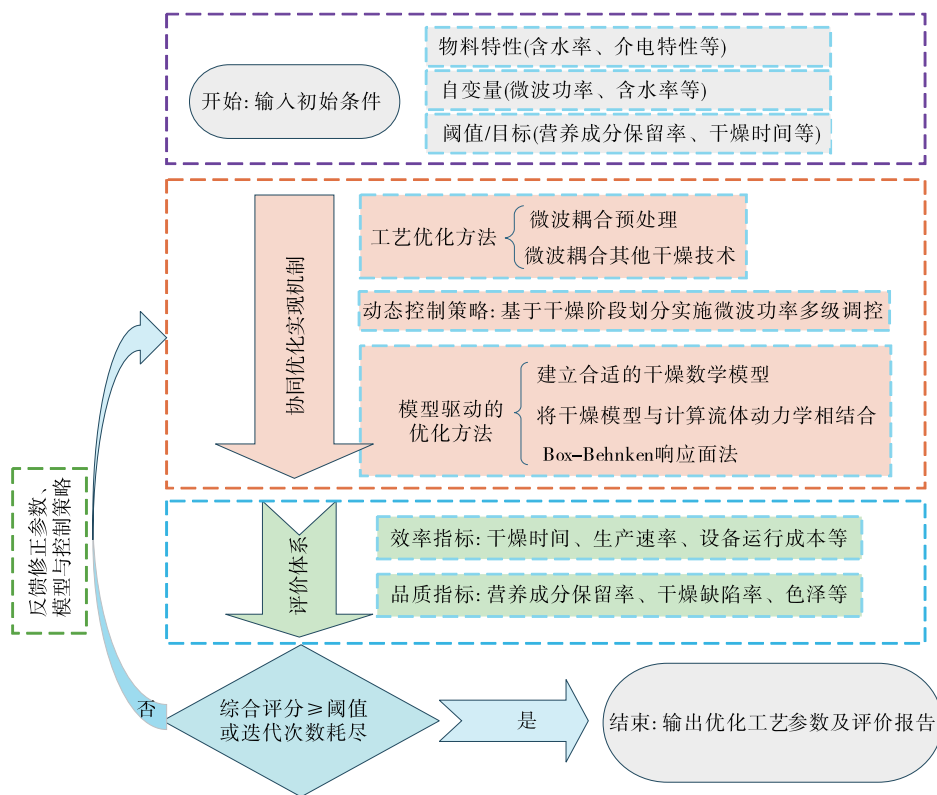 开始: 输入初始条件
物料特性(含水率、介电特性等)
自变量(微波功率、含水率等)
阈值/目标(营养成分保留率、干燥时间等)
协同优化实现机制
工艺优化方法
微波耦合预处理
微波耦合其他干燥技术
动态控制策略: 基于干燥阶段划分实施微波功率多级调控
模型驱动的
优化方法
建立合适的干燥数学模型
将干燥模型与计算流体动力学相结合
Box-Behnken响应面法
反馈修正参数、
模型与控制策略
评价体系
效率指标: 干燥时间、生产速率、设备运行成本等
品质指标: 营养成分保留率、干燥缺陷率、色泽等
否
综合评分≥阈值
或迭代次数耗尽
是
结束: 输出优化工艺参数及评价报告